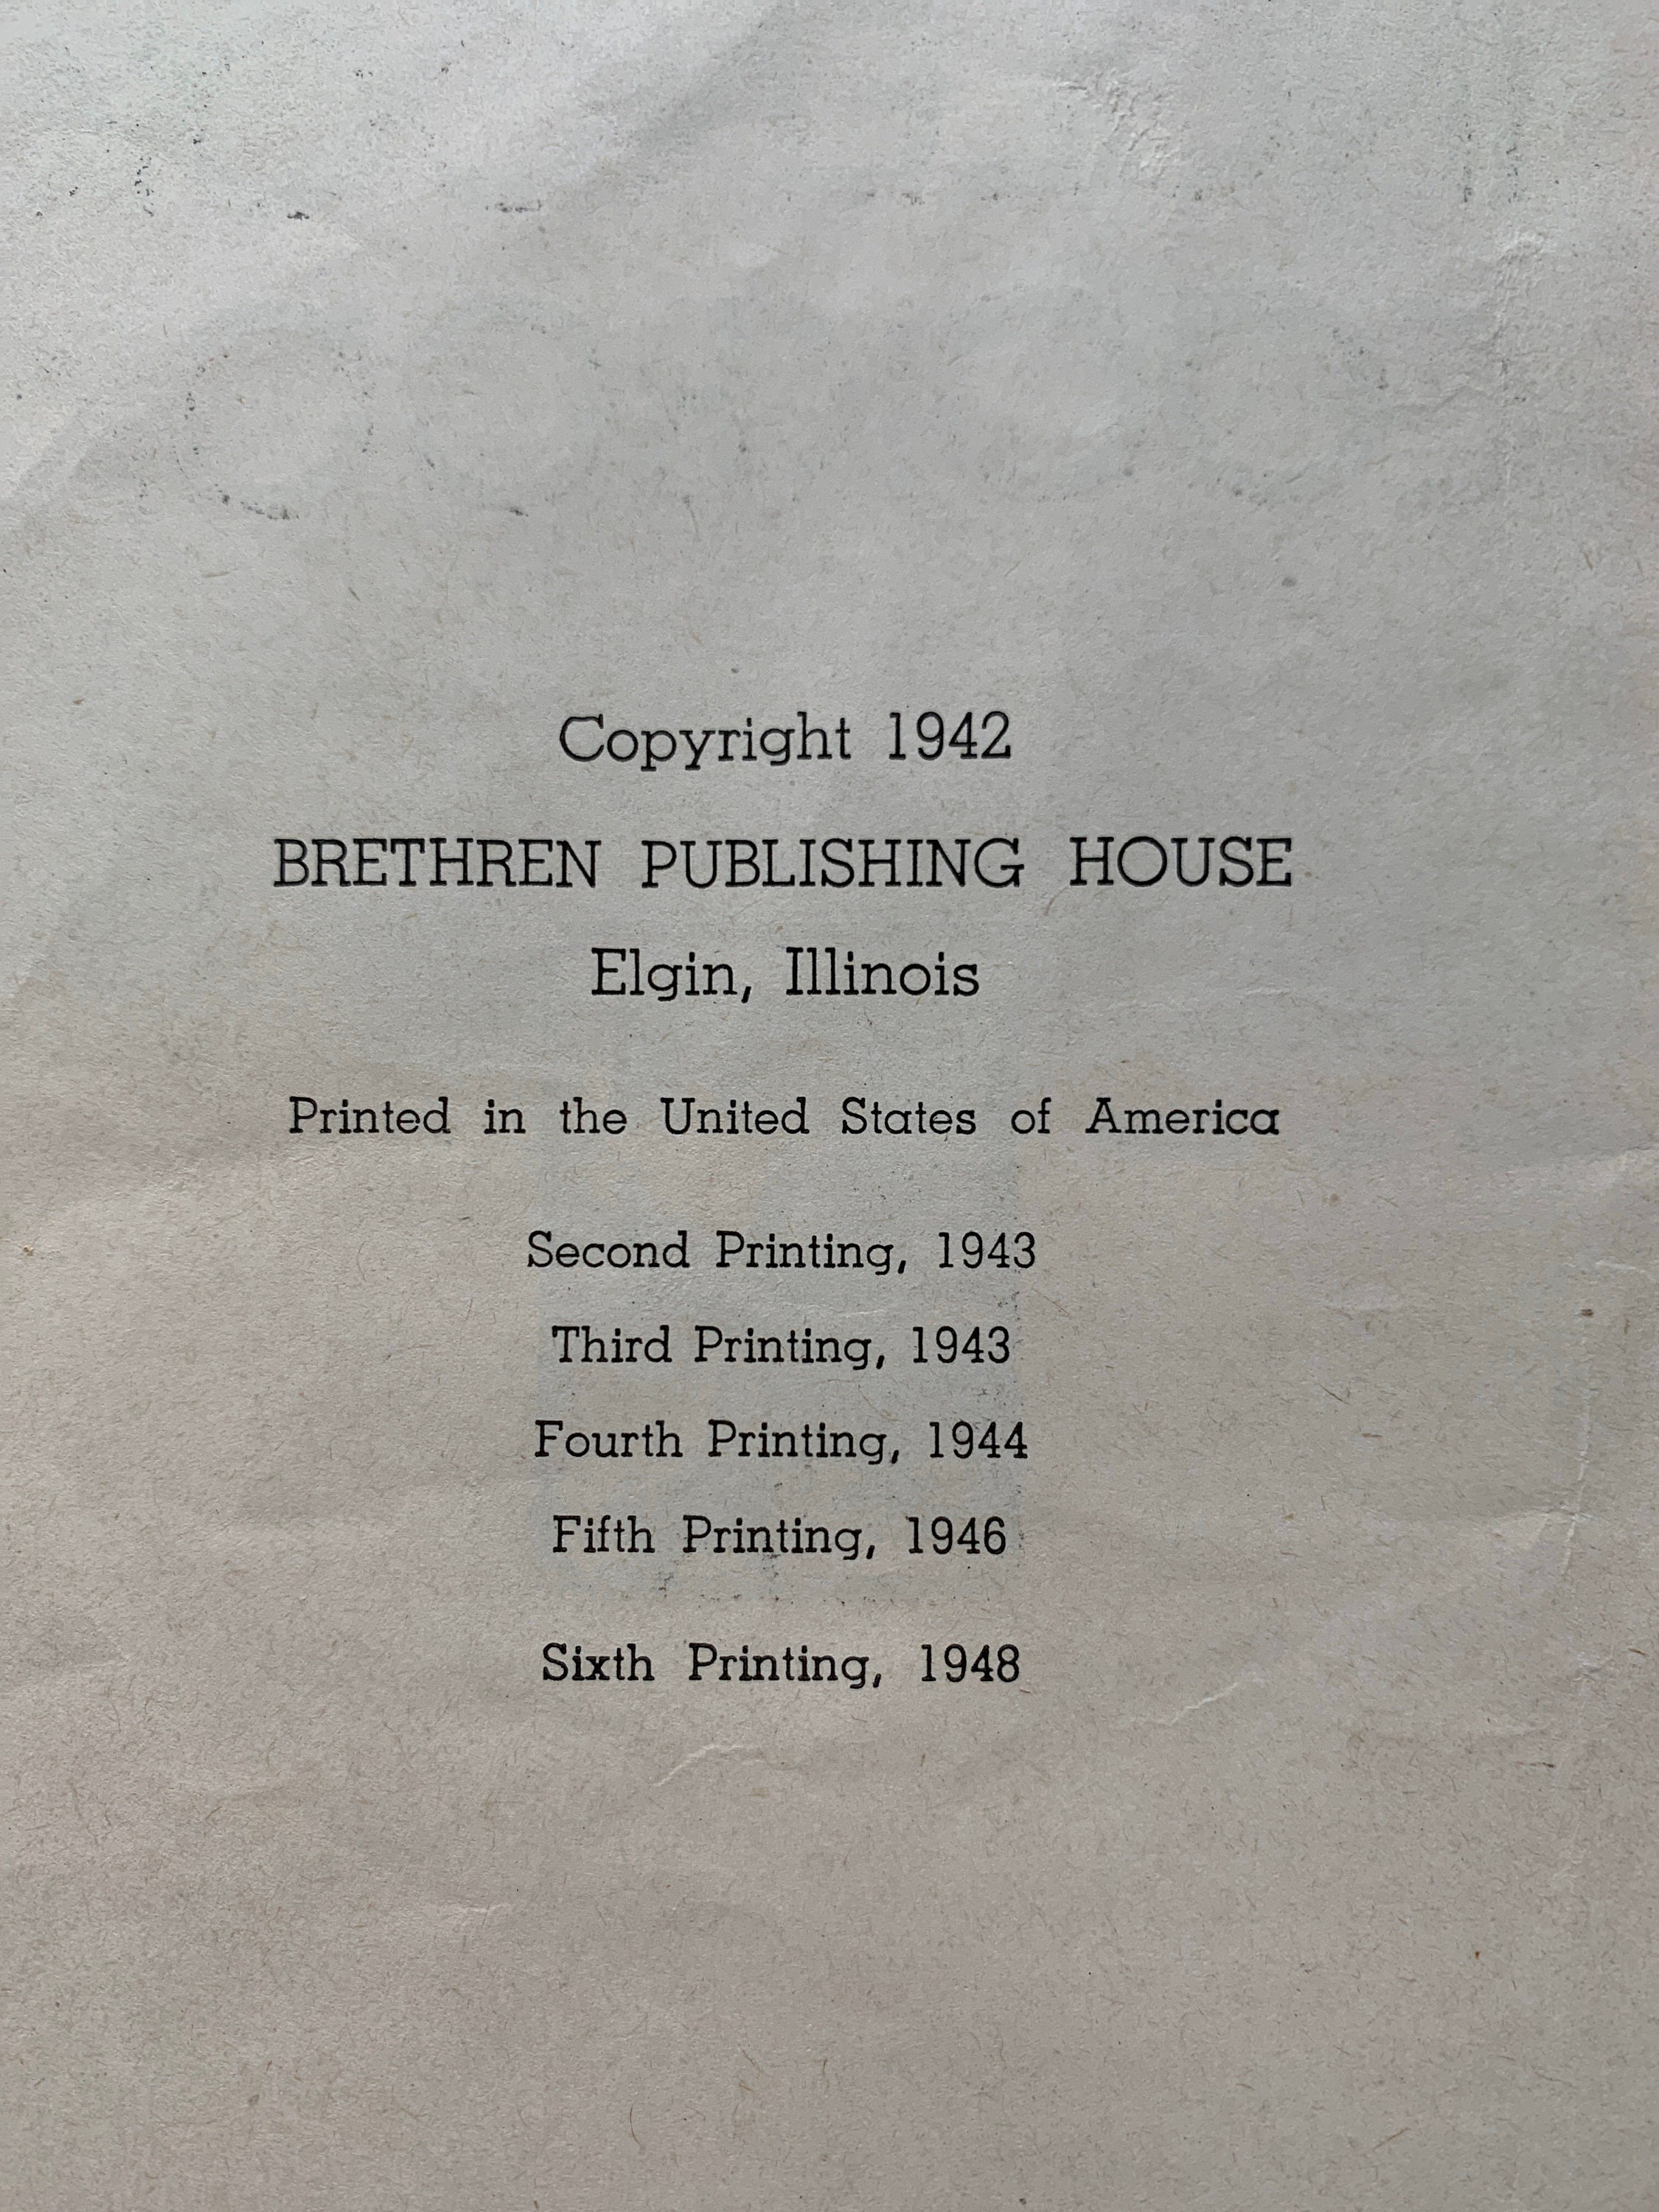 Copyright 1942
BRETHREN PUBLISHING HOUSE
Elgin, Illinois
Printed in the United States of America
Second Printing, 1943
Third Printing, 1943
Fourth Printing, 1944
Fifth Printing, 1946
Sixth Printing, 1948